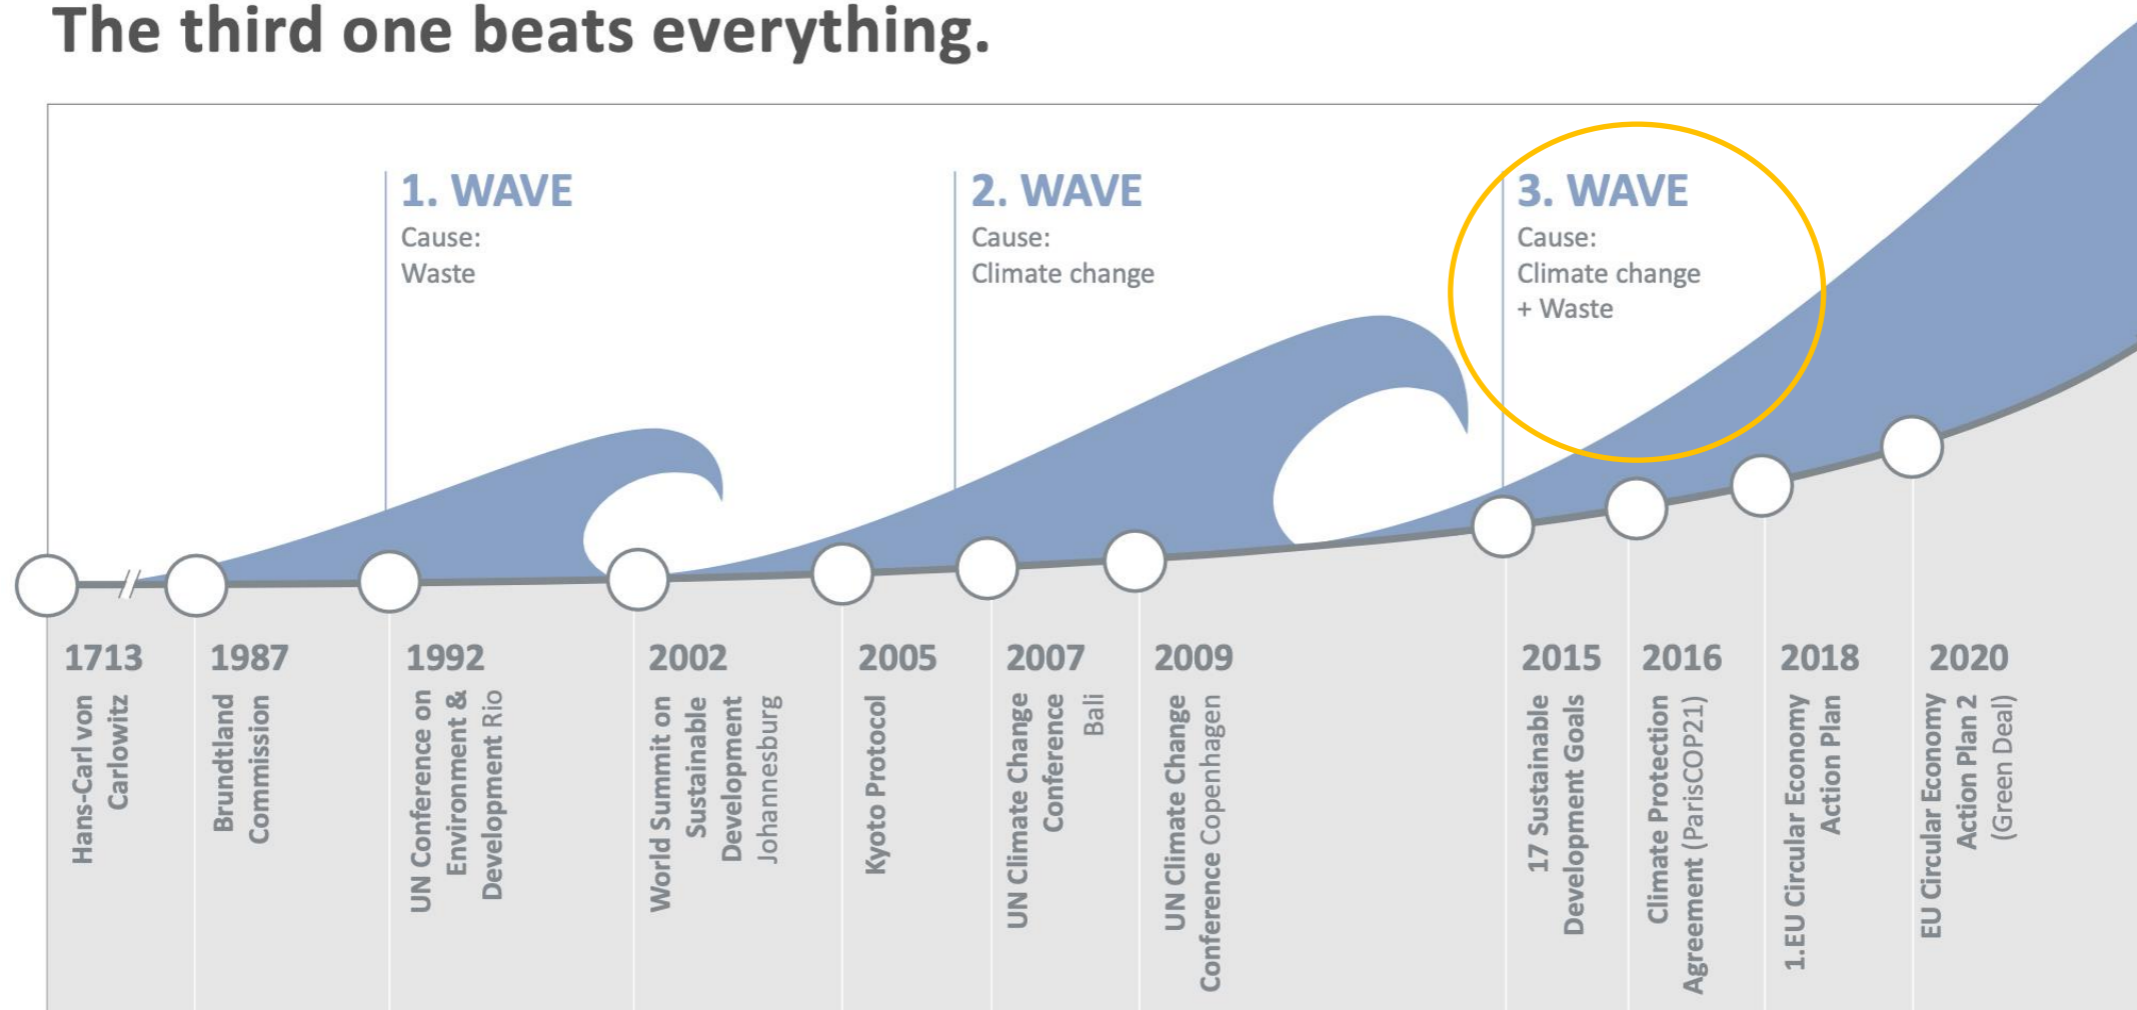 The third one beats everything.
1. WAVE
Cause:
Waste
2. WAVE
Cause:
Climate change
3. WAVE
Cause:
Climate change
+ Waste
1713
Hans-Carl von
Carlowitz
1987
Brundtland
Commission
1992
UN Conference on
Environment &
Development Rio
2002
World Summit on
Sustainable
Development
Johannesburg
2005
Kyoto Protocol
2007
UN Climate Change
Conference
Bali
2009
UN Climate Change
Conference Copenhagen
2015
17 Sustainable
Development Goals
2016
Climate Protection
Agreement (ParisCOP21)
2018
1.EU Circular Economy
Action Plan
2020
EU Circular Economy
Action Plan 2
(Green Deal)